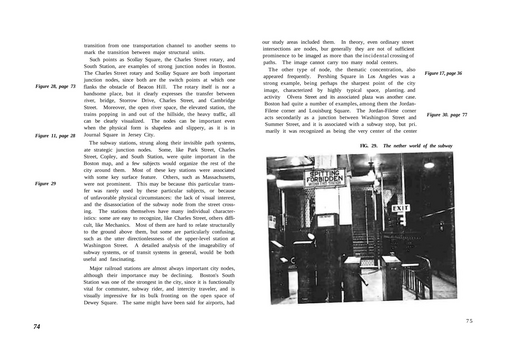 transition from one transportation channel to another seems to
mark the transition between major structural units.
Such points as Scollay Square, the Charles Street rotary, and
South Station, are examples of strong junction nodes in Boston.
The Charles Street rotary and Scollay Square are both important
junction nodes, since both are the switch points at which one
Figure 28, page 73
flanks the obstacle of Beacon Hill. The rotary itself is not a
handsome place, but it clearly expresses the transfer between
river, bridge, Storrow Drive, Charles Street, and Cambridge
Street. Moreover, the open river space, the elevated station, the
trains popping in and out of the hillside, the heavy traffic, all
can be clearly visualized. The nodes can be important even
when the physical form is shapeless and slippery, as it is in
Figure 11, page 28
Journal Square in Jersey City.
The subway stations, strung along their invisible path systems,
are strategic junction nodes. Some, like Park Street, Charles
Street, Copley, and South Station, were quite important in the
Boston map, and a few subjects would organize the rest of the
city around them. Most of these key stations were associated
with some key surface feature. Others, such as Massachusetts,
Figure 29
were not prominent. This may be because this particular trans-
fer was rarely used by these particular subjects, or because
of unfavorable physical circumstances: the lack of visual interest,
and the disassociation of the subway node from the street cross-
ing. The stations themselves have many individual character-
istics: some are easy to recognize, like Charles Street, others diffi-
cult, like Mechanics. Most of them are hard to relate structurally
to the ground above them, but some are particularly confusing,
such as the utter directionlessness of the upper-level station at
Washington Street. A detailed analysis of the imageability of
subway systems, or of transit systems in general, would be both
useful and fascinating.
Major railroad stations are almost always important city nodes,
although their importance may be declining. Boston's South
Station was one of the strongest in the city, since it is functionally
vital for commuter, subway rider, and intercity traveler, and is
visually impressive for its bulk fronting on the open space of
Dewey Square. The same might have been said for airports, had
74
our study areas included them. In theory, even ordinary street
intersections are nodes, but generally they are not of sufficient
prominence to be imaged as more than the incidental crossing of
paths. The image cannot carry too many nodal centers.
The other type of node, the thematic concentration, also
Figure 17, page 36
appeared frequently. Pershing Square in Los Angeles was a
strong example, being perhaps the sharpest point of the city
image, characterized by highly typical space, planting, and
activity. Olvera Street and its associated plaza was another case.
Boston had quite a number of examples, among them the Jordan-
Filene corner and Louisburg Square. The Jordan-Filene corner
Figure 30, page 77
acts secondarily as a junction between Washington Street and
Summer Street, and it is associated with a subway stop, but pri-
marily it was recognized as being the very center of the center
FIG. 29. The nether world of the subway
SPITTING
FORBIDDEN
EXIT
75